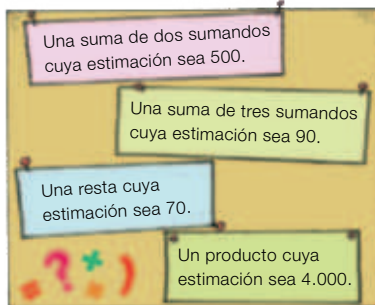 Una suma de dos sumandos
cuya estimación sea 500.
Una suma de tres sumandos
cuya estimación sea 90.
Una resta cuya
estimación sea 70.
Un producto cuya
estimación sea 4.000.